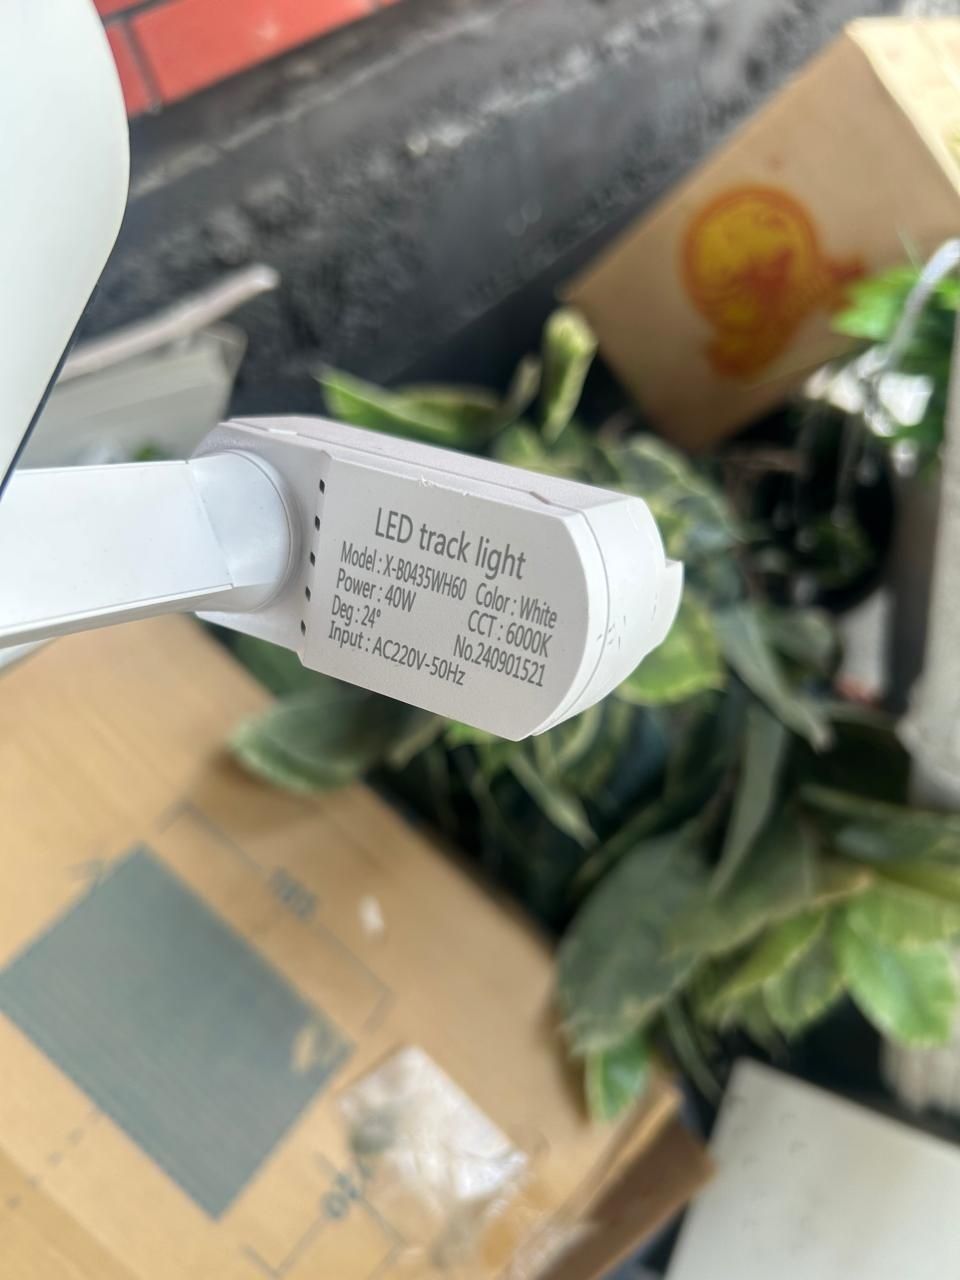 LED track light
Model : X-B0435WH60 Color : White
Power : 40W CCT : 6000K
Deg : 24° No.240901521
Input : AC220V-50Hz